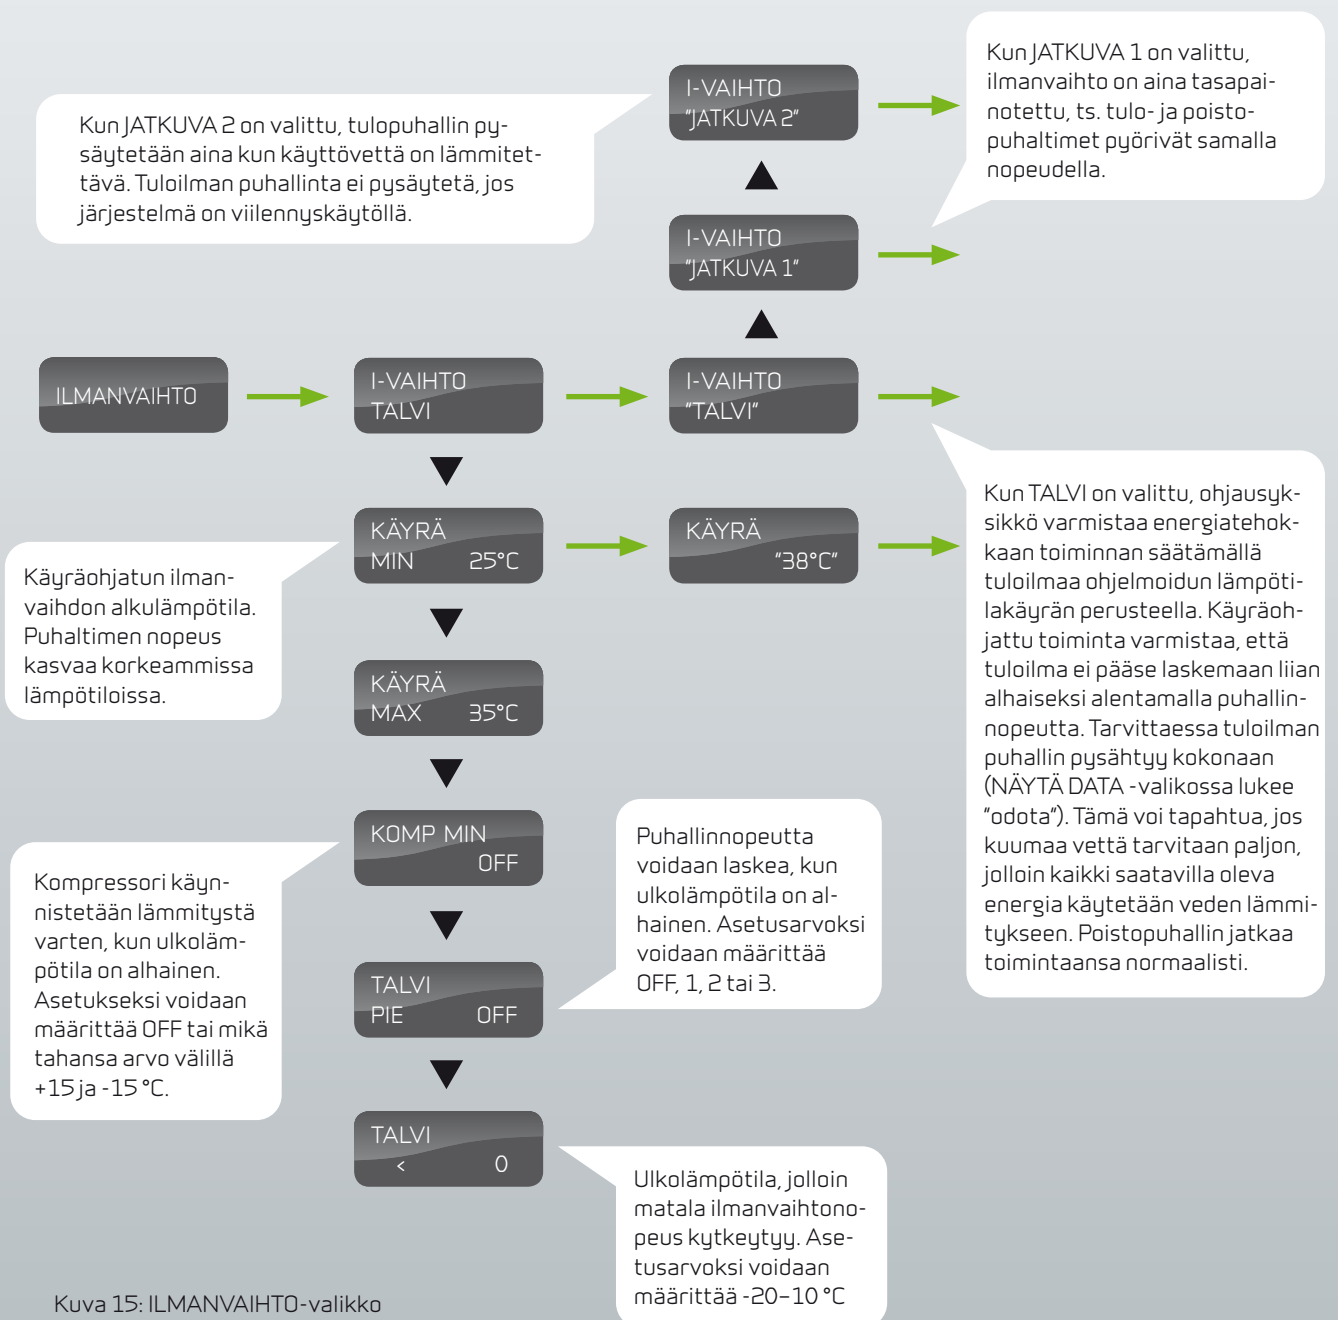 Kun JATKUVA 2 on valittu, tulopuhallin py-
säytetään aina kun käyttövettä on lämmitet-
tävä. Tuloilman puhallinta ei pysäytetä, jos
järjestelmä on viilennyskäytöllä.
I-VAIHTO
"JATKUVA 2"
Kun JATKUVA 1 on valittu,
ilmanvaihto on aina tasapai-
notettu, ts. tulo- ja poisto-
puhaltimet pyörivät samalla
nopeudella.
I-VAIHTO
"JATKUVA 1"
ILMANVAIHTO
I-VAIHTO
TALVI
I-VAIHTO
"TALVI"
Kun TALVI on valittu, ohjausyk-
sikkö varmistaa energiatehok-
kaan toiminnan säätämällä
tuloilmaa ohjelmoidun lämpöti-
lakäyrän perusteella. Käyräoh-
jattu toiminta varmistaa, että
tuloilma ei pääse laskemaan liian
alhaiseksi alentamalla puhallin-
nopeutta. Tarvittaessa tuloilman
puhallin pysähtyy kokonaan
(NÄYTÄ DATA -valikossa lukee
"odota"). Tämä voi tapahtua, jos
kuumaa vettä tarvitaan paljon,
jolloin kaikki saatavilla oleva
energia käytetään veden lämmi-
tykseen. Poistopuhallin jatkaa
toimintaansa normaalisti.
KÄYRÄ
MIN 25°C
KÄYRÄ
"38°C"
Käyräohjatun ilman-
vaihdon alkulämpötila.
Puhaltimen nopeus
kasvaa korkeammissa
lämpötiloissa.
KÄYRÄ
MAX 35°C
KOMP MIN
OFF
Kompressori käyn-
nistetään lämmitystä
varten, kun ulkoläm-
pötila on alhainen.
Asetukseksi voidaan
määrittää OFF tai mikä
tahansa arvo välillä
+15 ja -15 °C.
Puhallinnopeutta
voidaan laskea, kun
ulkolämpötila on al-
hainen. Asetusarvoksi
voidaan määrittää
OFF, 1, 2 tai 3.
TALVI
PIE OFF
TALVI
< 0
Ulkolämpötila, jolloin
matala ilmanvaihtono-
peus kytkeytyy. Ase-
tusarvoksi voidaan
määrittää -20–10 °C
Kuva 15: ILMANVAIHTO-valikko